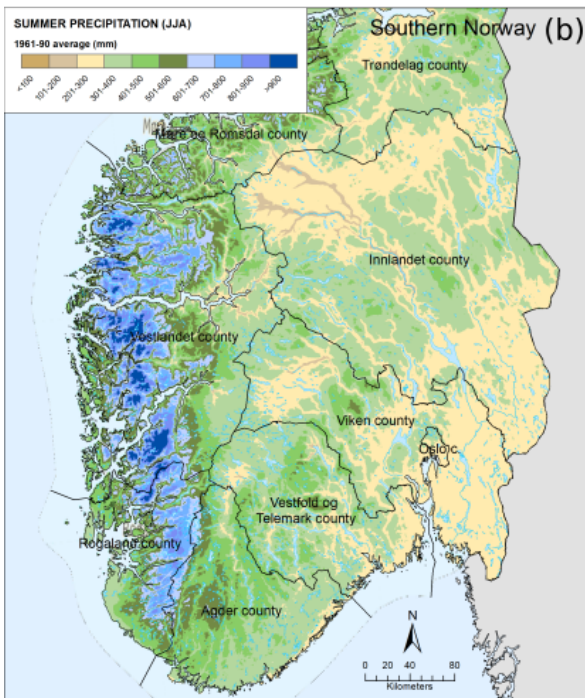 SUMMER PRECIPITATION (JJA)
1961-90 average (mm)
<100
101-200
201-300
301-400
401-500
501-600
601-700
701-800
801-900
>900
Southern Norway (b)
Trøndelag county
Møre og Romsdal county
Innlandet county
Vestlandet county
Viken county
Vestfold og
Telemark county
Rogaland county
Agder county
N
0 20 40 80
Kilometers